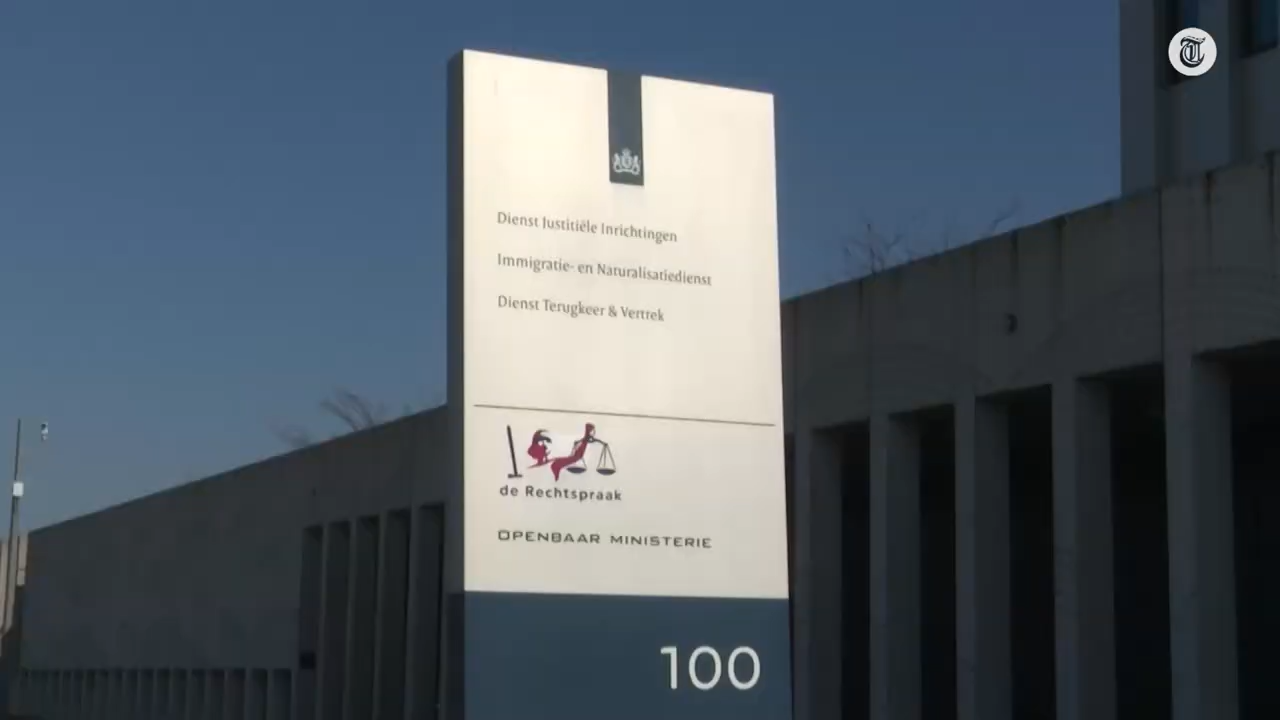 T
Dienst Justitiële Inrichtingen
Immigratie- en Naturalisatiedienst
Dienst Terugkeer & Vertrek
de Rechtspraak
OPENBAAR MINISTERIE
100